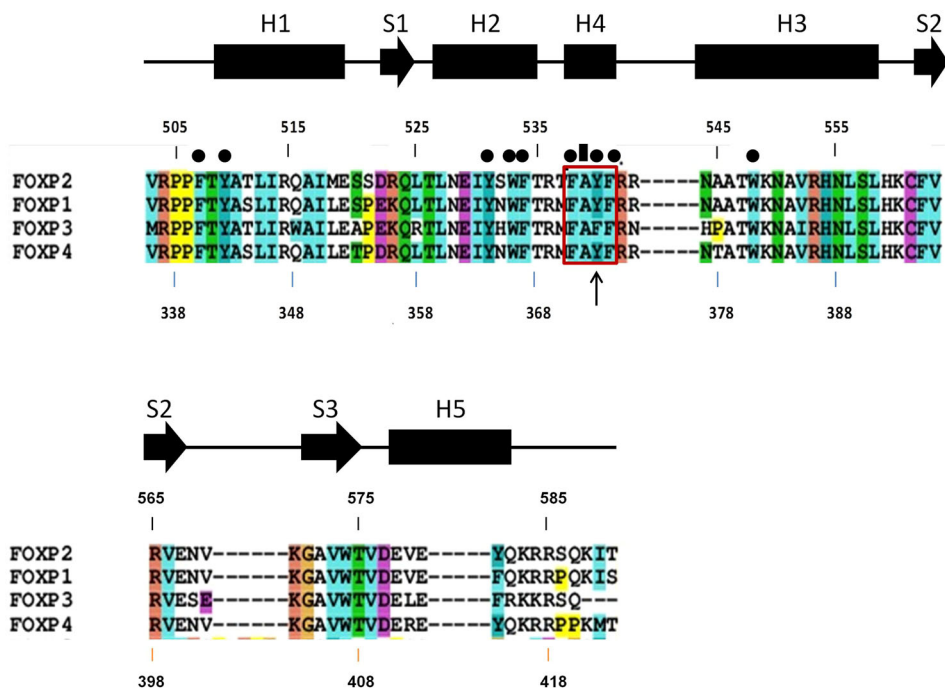 H1 S1 H2 H4 H3 S2
505 515 525 535 545 555
FOXP2 VRPPFTYATLIRQAIMESSDRQLTLNEIYSWFTRTFAYFRR-----NAATWKNAVRHNLSLHKCFV
FOXP1 VRPPFTYASLIRQAILESPEKQLTLNEIYNWFTRMFAYFRR-----NAATWKNAVRHNLSLHKCFV
FOXP3 MRPPFTYATLIRWAILEAPEKQRTLNEIYHWFTRMFAFFRN-----HPATWKNAVRHNLSLHKCFV
FOXP4 VRPPFTYASLIRQAILETPDRQLTLNEIYNWFTRMFAYFRR-----NTATWKNAVRHNLSLHKCFV
338 348 358 368 378 388
S2 S3 H5
565 575 585
FOXP2 RVENV------KGAVWTVDEVE-----YQKRRSQKIT
FOXP1 RVENV------KGAVWTVDEVE-----FQKRRPQKIS
FOXP3 RVESE------KGAVWTVDELE-----FRKKRSQ---
FOXP4 RVENV------KGAVWTVDERE-----YQKRRPPKMT
398 408 418